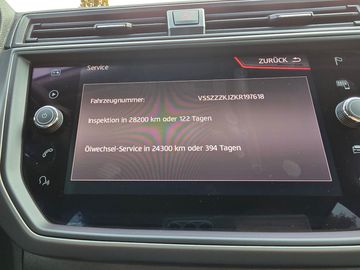 ZURÜCK
Service
Fahrzeugnummer: VSSZZZKJZKR197618
Inspektion in 28200 km oder 122 Tagen
Ölwechsel-Service in 24300 km oder 394 Tagen